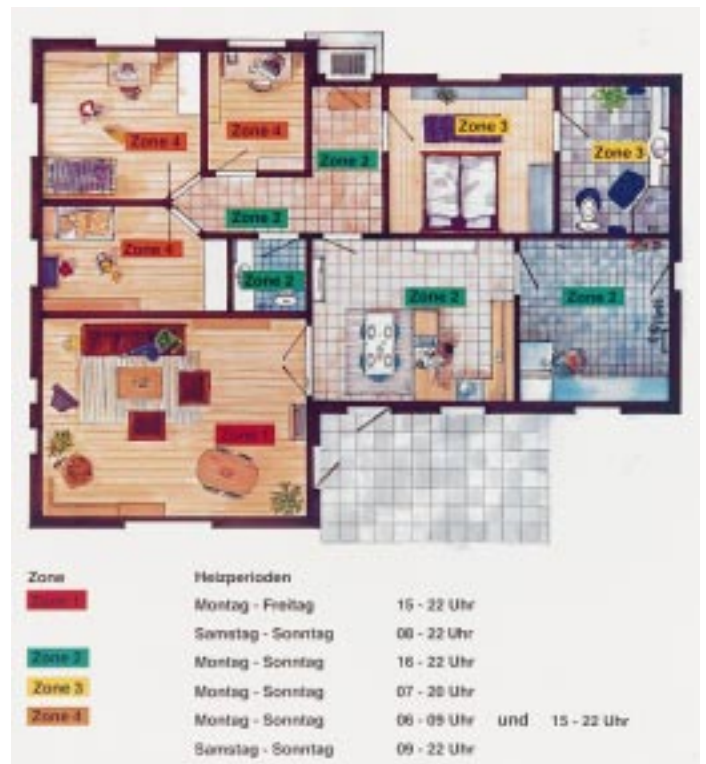 Zone 4
Zone 4
Zone 2
Zone 3
Zone 3
Zone 2
Zone 4
Zone 2
Zone 2
Zone 2
Zone 1
Zone Heizperioden
Zone 1 Montag - Freitag 15 - 22 Uhr
Samstag - Sonntag 08 - 22 Uhr
Zone 2 Montag - Sonntag 16 - 22 Uhr
Zone 3 Montag - Sonntag 07 - 20 Uhr
Zone 4 Montag - Sonntag 06 - 09 Uhr und 15 - 22 Uhr
Samstag - Sonntag 09 - 22 Uhr